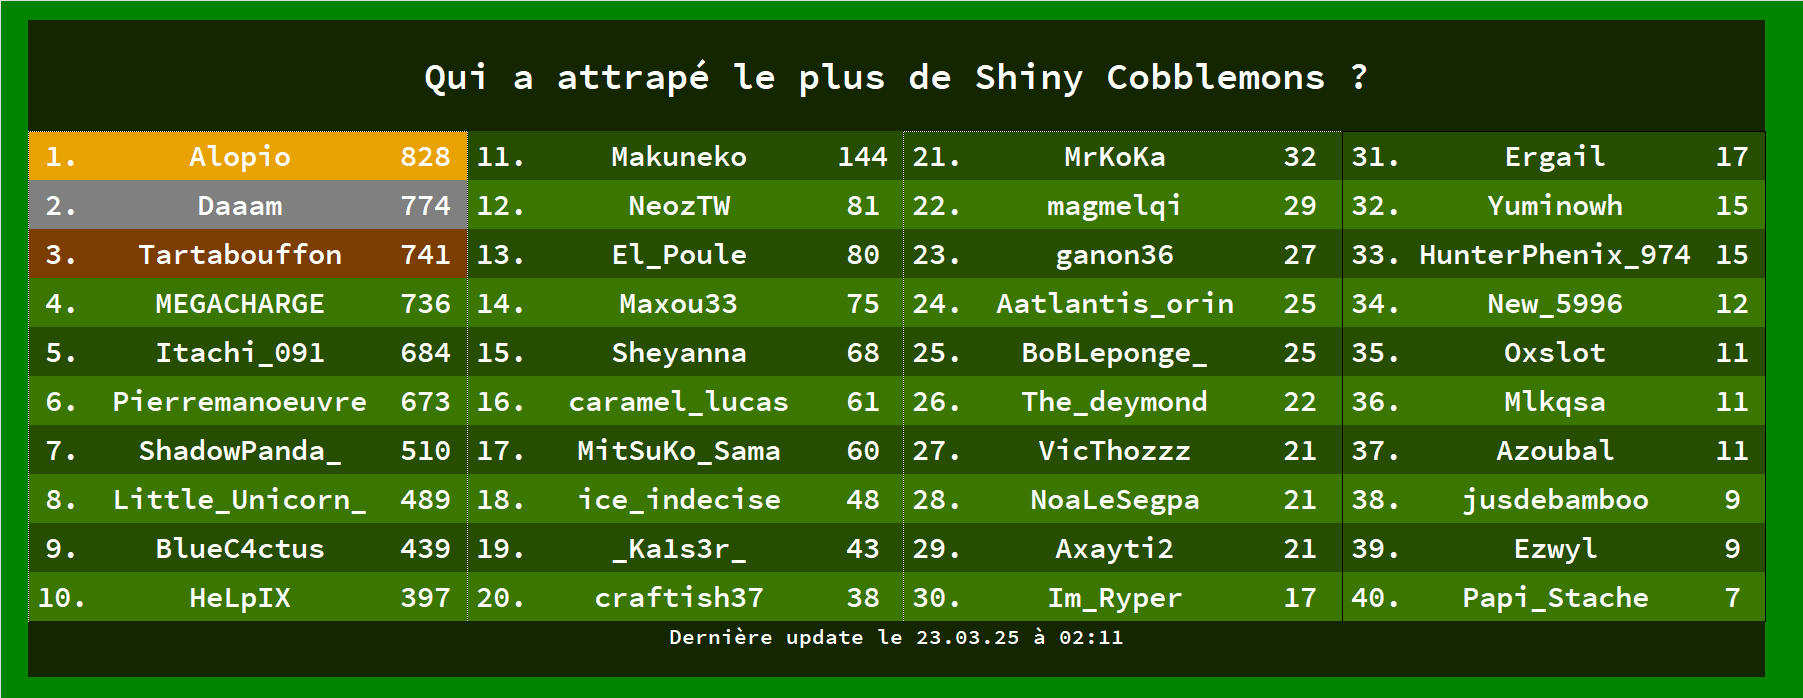 Qui a attrapé le plus de Shiny Cobblemons ?
1. Alopio 828
2. Daaam 774
3. Tartabouffon 741
4. MEGACHARGE 736
5. Itachi_091 684
6. Pierremanoeuvre 673
7. ShadowPanda_ 510
8. Little_Unicorn_ 489
9. BlueC4ctus 439
10. HeLpIX 397
11. Makuneko 144
12. NeozTW 81
13. El_Poule 80
14. Maxou33 75
15. Sheyanna 68
16. caramel_lucas 61
17. MitSuKo_Sama 60
18. ice_indecise 48
19. _Ka1s3r_ 43
20. craftish37 38
21. MrKoKa 32
22. magmelqi 29
23. ganon36 27
24. Aatlantis_orin 25
25. BoBLeponge_ 25
26. The_deymond 22
27. VicThozzz 21
28. NoaLeSegpa 21
29. Axayti2 21
30. Im_Ryper 17
31. Ergail 17
32. Yuminowh 15
33. HunterPhenix_974 15
34. New_5996 12
35. Oxslot 11
36. Mlkqsa 11
37. Azoubal 11
38. jusdebamboo 9
39. Ezwyl 9
40. Papi_Stache 7
Dernière update le 23.03.25 à 02:11